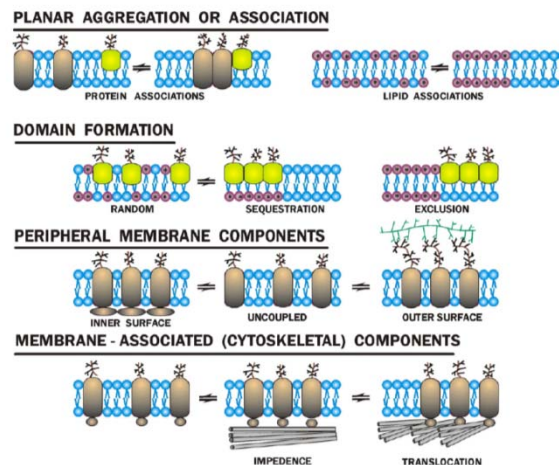 PLANAR AGGREGATION OR ASSOCIATION
PROTEIN ASSOCIATIONS
LIPID ASSOCIATIONS
DOMAIN FORMATION
RANDOM
SEQUESTRATION
EXCLUSION
PERIPHERAL MEMBRANE COMPONENTS
INNER SURFACE
UNCOUPLED
OUTER SURFACE
MEMBRANE - ASSOCIATED (CYTOSKELETAL) COMPONENTS
IMPEDENCE
TRANSLOCATION